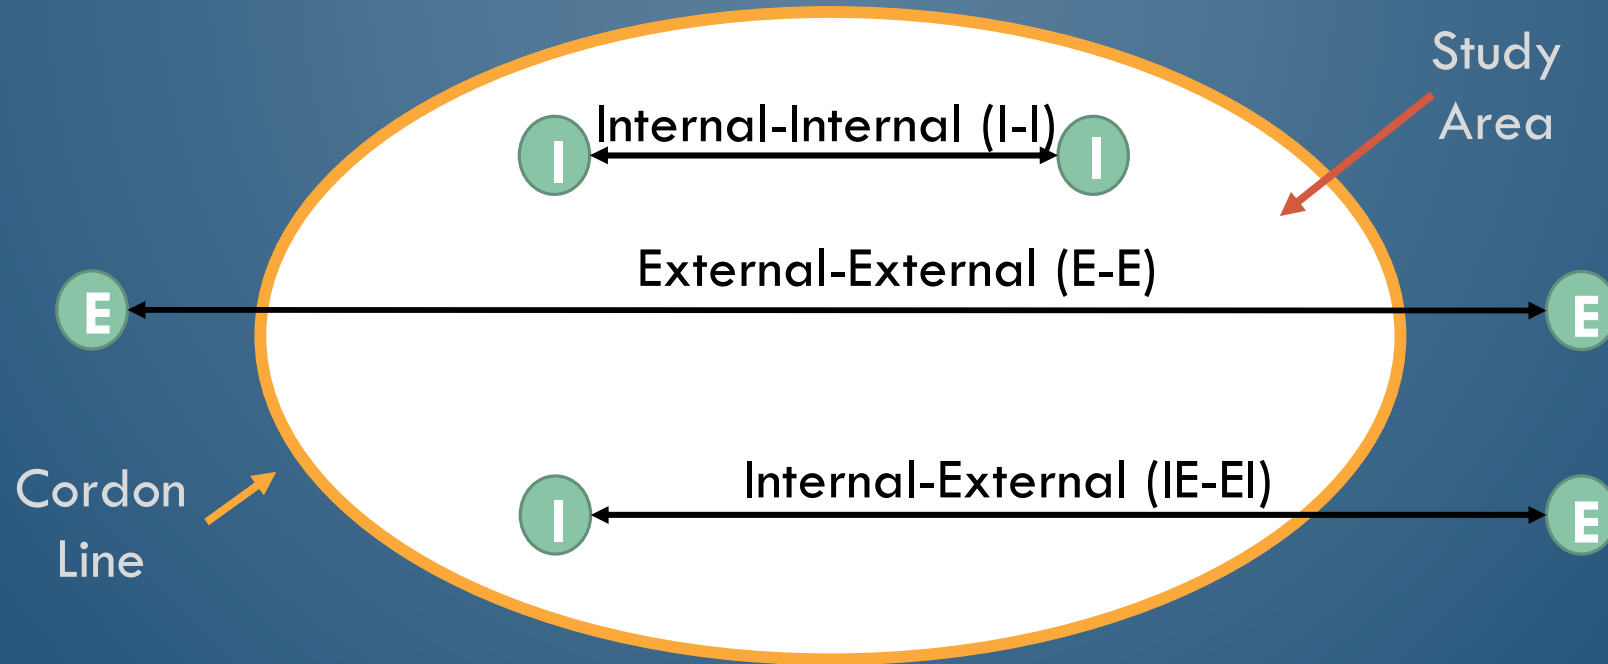 Study
Area
Internal-Internal (I-I)
I
I
External-External (E-E)
E
E
Cordon
Line
Internal-External (IE-EI)
I
E